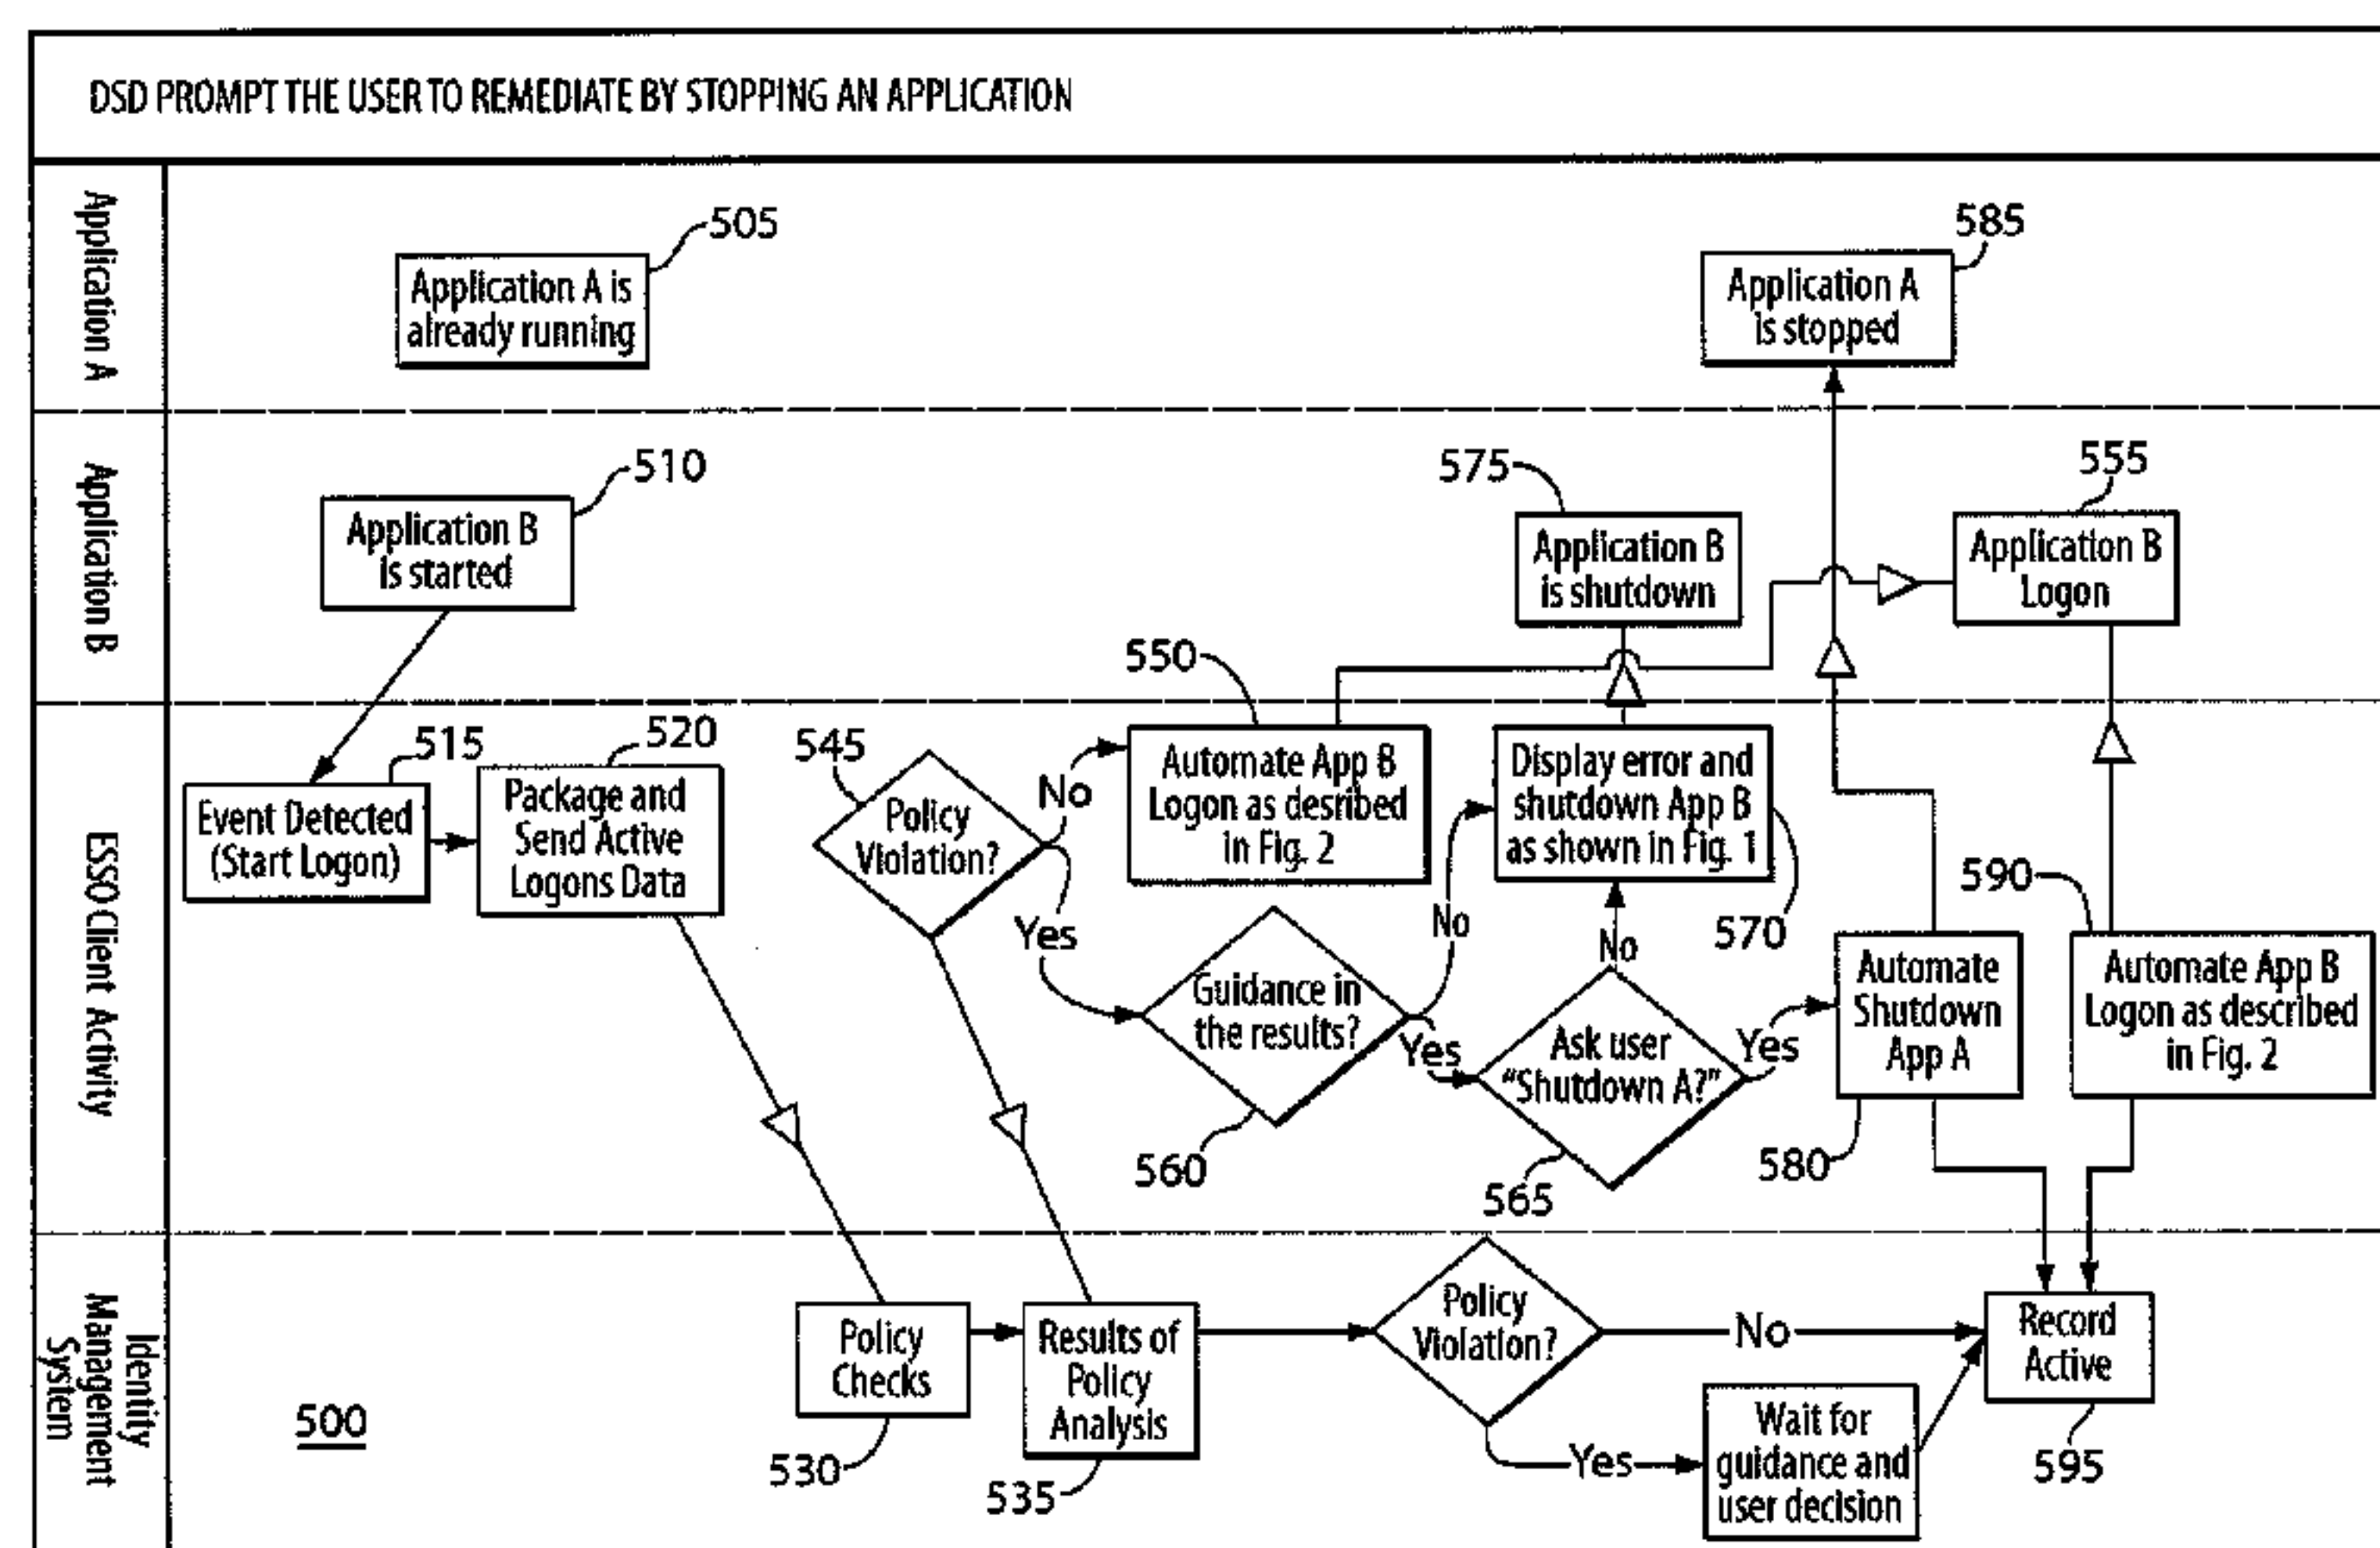 DSD PROMPT THE USER TO REMEDIATE BY STOPPING AN APPLICATION
Application A
505
Application A is
already running
585
Application A
is stopped
Application B
510
Application B
is started
575
Application B
is shutdown
555
Application B
Logon
ESSO Client Activity
515
Event Detected
(Start Logon)
520
Package and
Send Active
Logons Data
545
Policy
Violation?
No
Yes
550
Automate App B
Logon as desribed
in Fig. 2
Guidance in
the results?
560
No
Yes
Display error and
shutdown App B
as shown in Fig. 1
570
No
Ask user
"Shutdown A?"
565
Yes
Automate
Shutdown
App A
580
590
Automate App B
Logon as described
in Fig. 2
Identity
Management
System
500
Policy
Checks
530
Results of
Policy
Analysis
535
Policy
Violation?
No
Yes
Wait for
guidance and
user decision
Record
Active
595